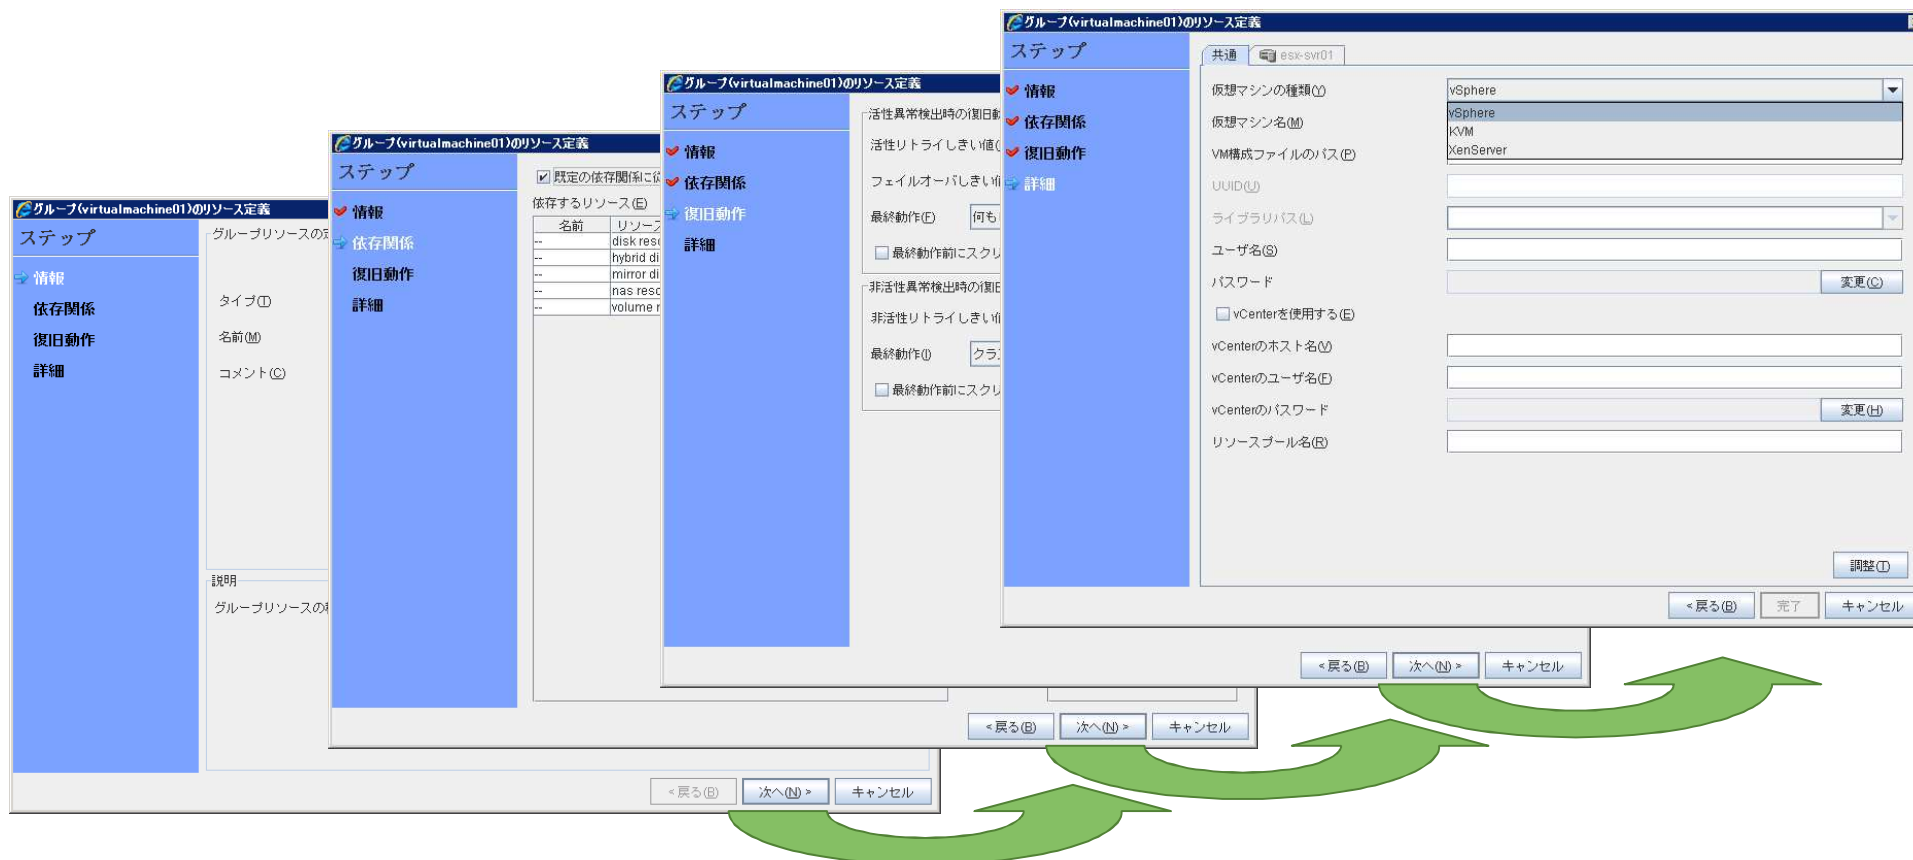 グループ(virtualmachine01)のリソース定義
ステップ
情報
依存関係
復旧動作
詳細
グループリソースの定
タイプ(T)
名前(M)
コメント(C)
説明
グループリソースの種
<戻る(B)
次へ(N) >
キャンセル
グループ(virtualmachine01)のリソース定義
ステップ
情報
依存関係
復旧動作
詳細
既定の依存関係に従
依存するリソース(E)
名前 リソース
-- disk reso
-- hybrid di
-- mirror di
-- nas reso
-- volume r
<戻る(B)
次へ(N) >
キャンセル
グループ(virtualmachine01)のリソース定義
ステップ
情報
依存関係
復旧動作
詳細
活性異常検出時の復旧動
活性リトライしきい値(
フェイルオーバしきい値
最終動作(F) 何も
最終動作前にスクリ
非活性異常検出時の復旧
非活性リトライしきい値
最終動作(I) クラス
最終動作前にスクリ
<戻る(B)
次へ(N) >
キャンセル
グループ(virtualmachine01)のリソース定義
ステップ
情報
依存関係
復旧動作
詳細
共通 esx-svr01
仮想マシンの種類(Y) vSphere
vSphere
KVM
XenServer
仮想マシン名(M)
VM構成ファイルのパス(P)
UUID(U)
ライブラリパス(L)
ユーザ名(S)
パスワード 変更(C)
vCenterを使用する(E)
vCenterのホスト名(V)
vCenterのユーザ名(F)
vCenterのパスワード 変更(H)
リソースプール名(R)
調整(T)
<戻る(B)
完了
キャンセル